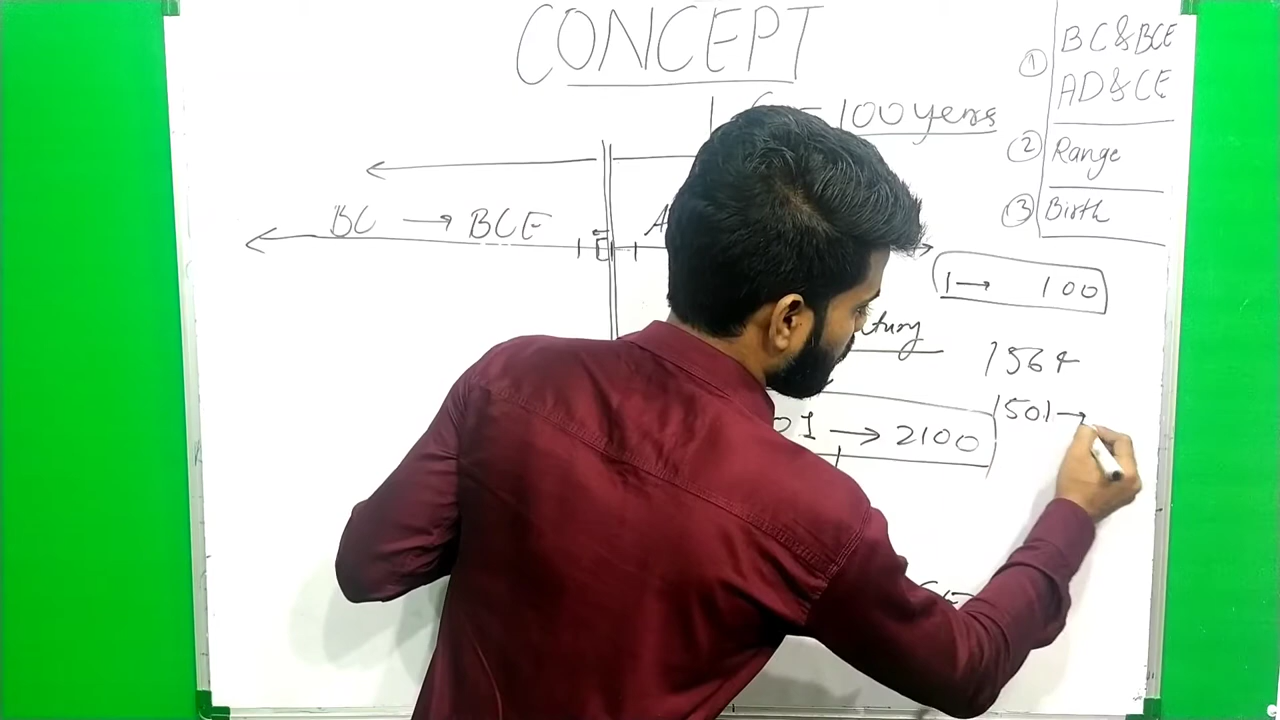 CONCEPT
① BC & BCE
AD & CE
② Range
③ Birth
100 years
BC → BCE
1 → 100
1564
1501 →
→ 2100